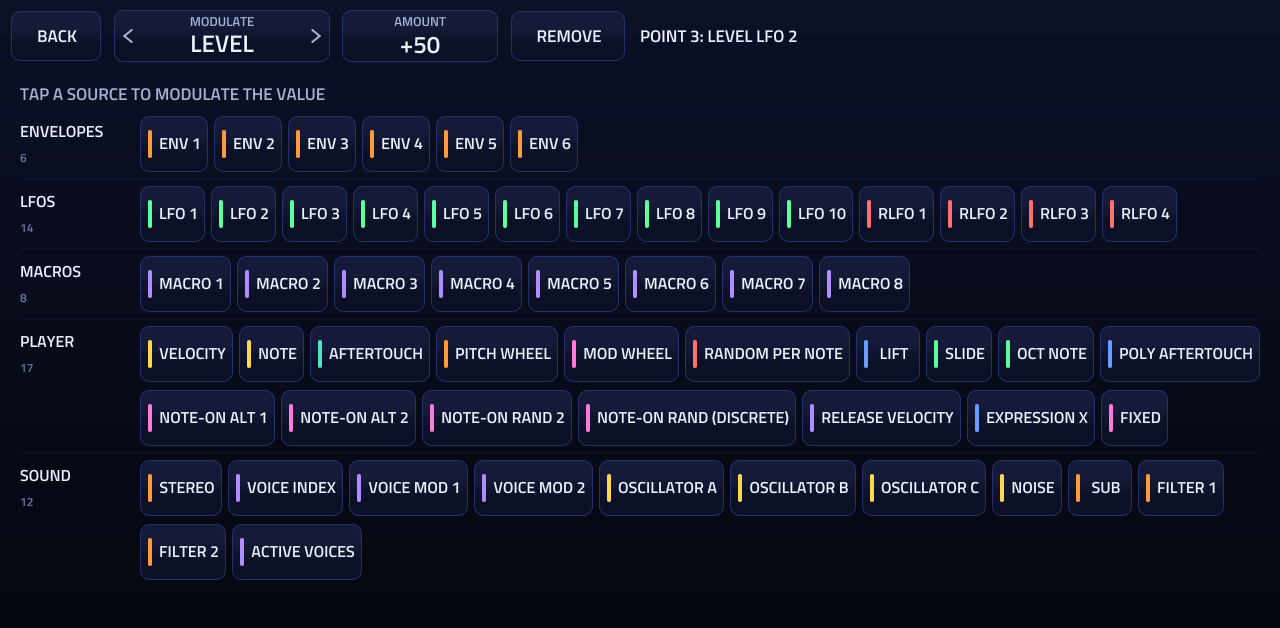 BACK
MODULATE
LEVEL
AMOUNT
+50
REMOVE
POINT 3: LEVEL LFO 2
TAP A SOURCE TO MODULATE THE VALUE
ENVELOPES
6
ENV 1 ENV 2 ENV 3 ENV 4 ENV 5 ENV 6
LFOS
14
LFO 1 LFO 2 LFO 3 LFO 4 LFO 5 LFO 6 LFO 7 LFO 8 LFO 9 LFO 10 RLFO 1 RLFO 2 RLFO 3 RLFO 4
MACROS
8
MACRO 1 MACRO 2 MACRO 3 MACRO 4 MACRO 5 MACRO 6 MACRO 7 MACRO 8
PLAYER
17
VELOCITY NOTE AFTERTOUCH PITCH WHEEL MOD WHEEL RANDOM PER NOTE LIFT SLIDE OCT NOTE POLY AFTERTOUCH
NOTE-ON ALT 1 NOTE-ON ALT 2 NOTE-ON RAND 2 NOTE-ON RAND (DISCRETE) RELEASE VELOCITY EXPRESSION X FIXED
SOUND
12
STEREO VOICE INDEX VOICE MOD 1 VOICE MOD 2 OSCILLATOR A OSCILLATOR B OSCILLATOR C NOISE SUB FILTER 1
FILTER 2 ACTIVE VOICES